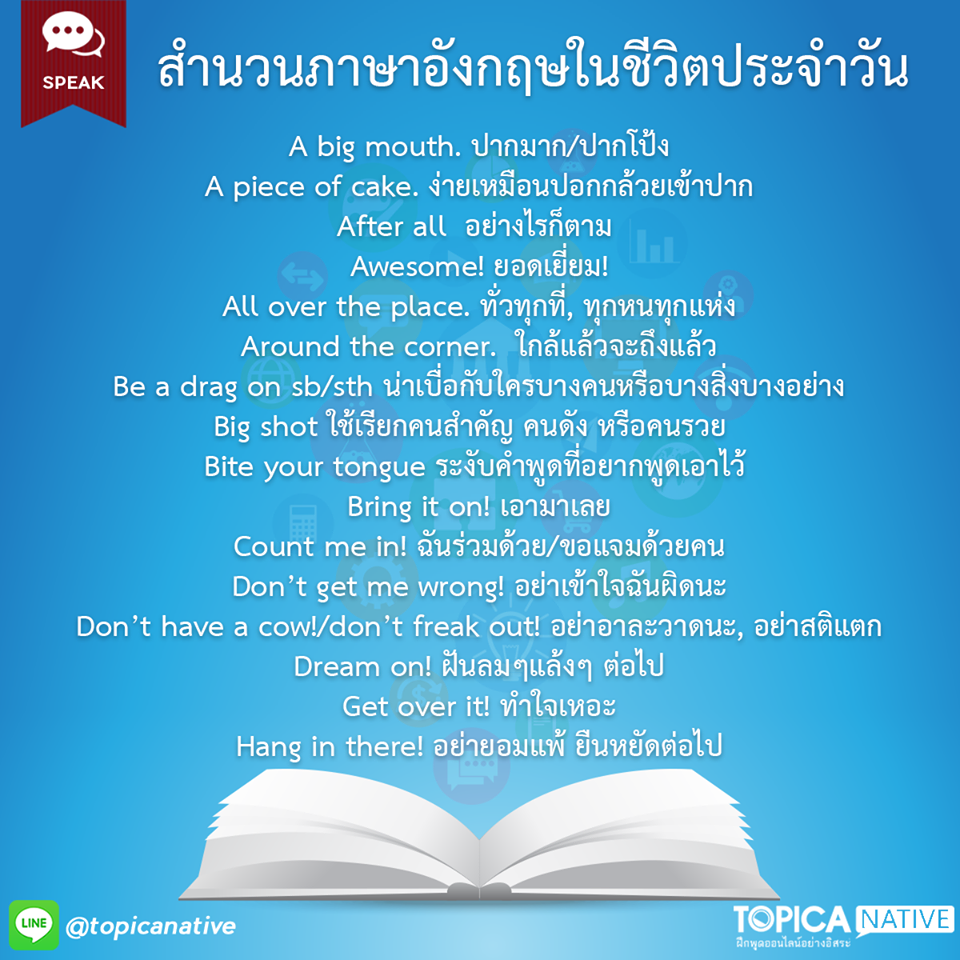 SPEAK
สำนวนภาษาอังกฤษในชีวิตประจำวัน
A big mouth. ปากมาก/ปากโป้ง
A piece of cake. ง่ายเหมือนปอกกล้วยเข้าปาก
After all อย่างไรก็ตาม
Awesome! ยอดเยี่ยม!
All over the place. ทั่วทุกที่, ทุกหนทุกแห่ง
Around the corner. ใกล้แล้วจะถึงแล้ว
Be a drag on sb/sth น่าเบื่อกับใครบางคนหรือบางสิ่งบางอย่าง
Big shot ใช้เรียกคนสำคัญ คนดัง หรือคนรวย
Bite your tongue ระงับคำพูดที่อยากพูดเอาไว้
Bring it on! เอามาเลย
Count me in! ฉันร่วมด้วย/ขอแจมด้วยคน
Don't get me wrong! อย่าเข้าใจฉันผิดนะ
Don't have a cow!/don't freak out! อย่าอาละวาดนะ, อย่าสติแตก
Dream on! ฝันลมๆแล้งๆ ต่อไป
Get over it! ทำใจเหอะ
Hang in there! อย่ายอมแพ้ ยืนหยัดต่อไป
LINE @topicanative
TOPICA NATIVE
ฝึกพูดออนไลน์อย่างอิสระ